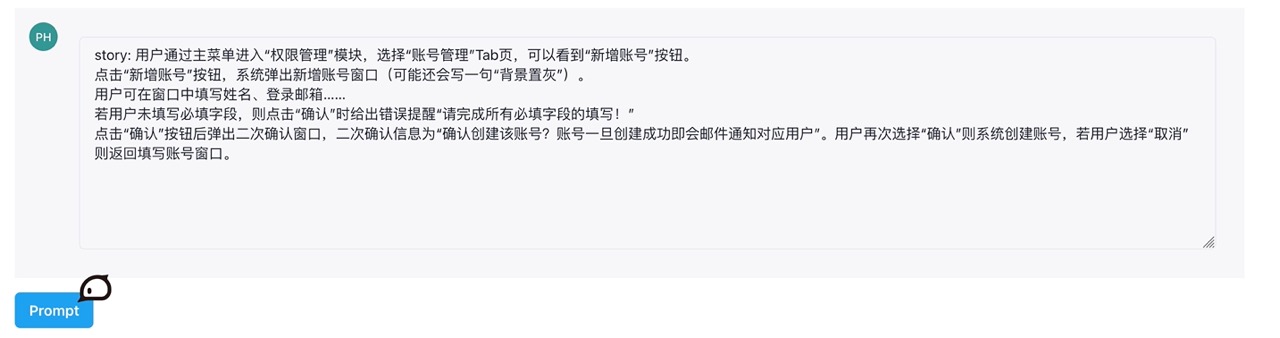 PH
story: 用户通过主菜单进入“权限管理”模块，选择“账号管理”Tab页，可以看到“新增账号”按钮。
点击“新增账号”按钮，系统弹出新增账号窗口（可能还会写一句“背景置灰”）。
用户可在窗口中填写姓名、登录邮箱……
若用户未填写必填字段，则点击“确认”时给出错误提醒“请完成所有必填字段的填写！”
点击“确认”按钮后弹出二次确认窗口，二次确认信息为“确认创建该账号？账号一旦创建成功即会邮件通知对应用户”。用户再次选择“确认”则系统创建账号，若用户选择“取消”
则返回填写账号窗口。
Prompt